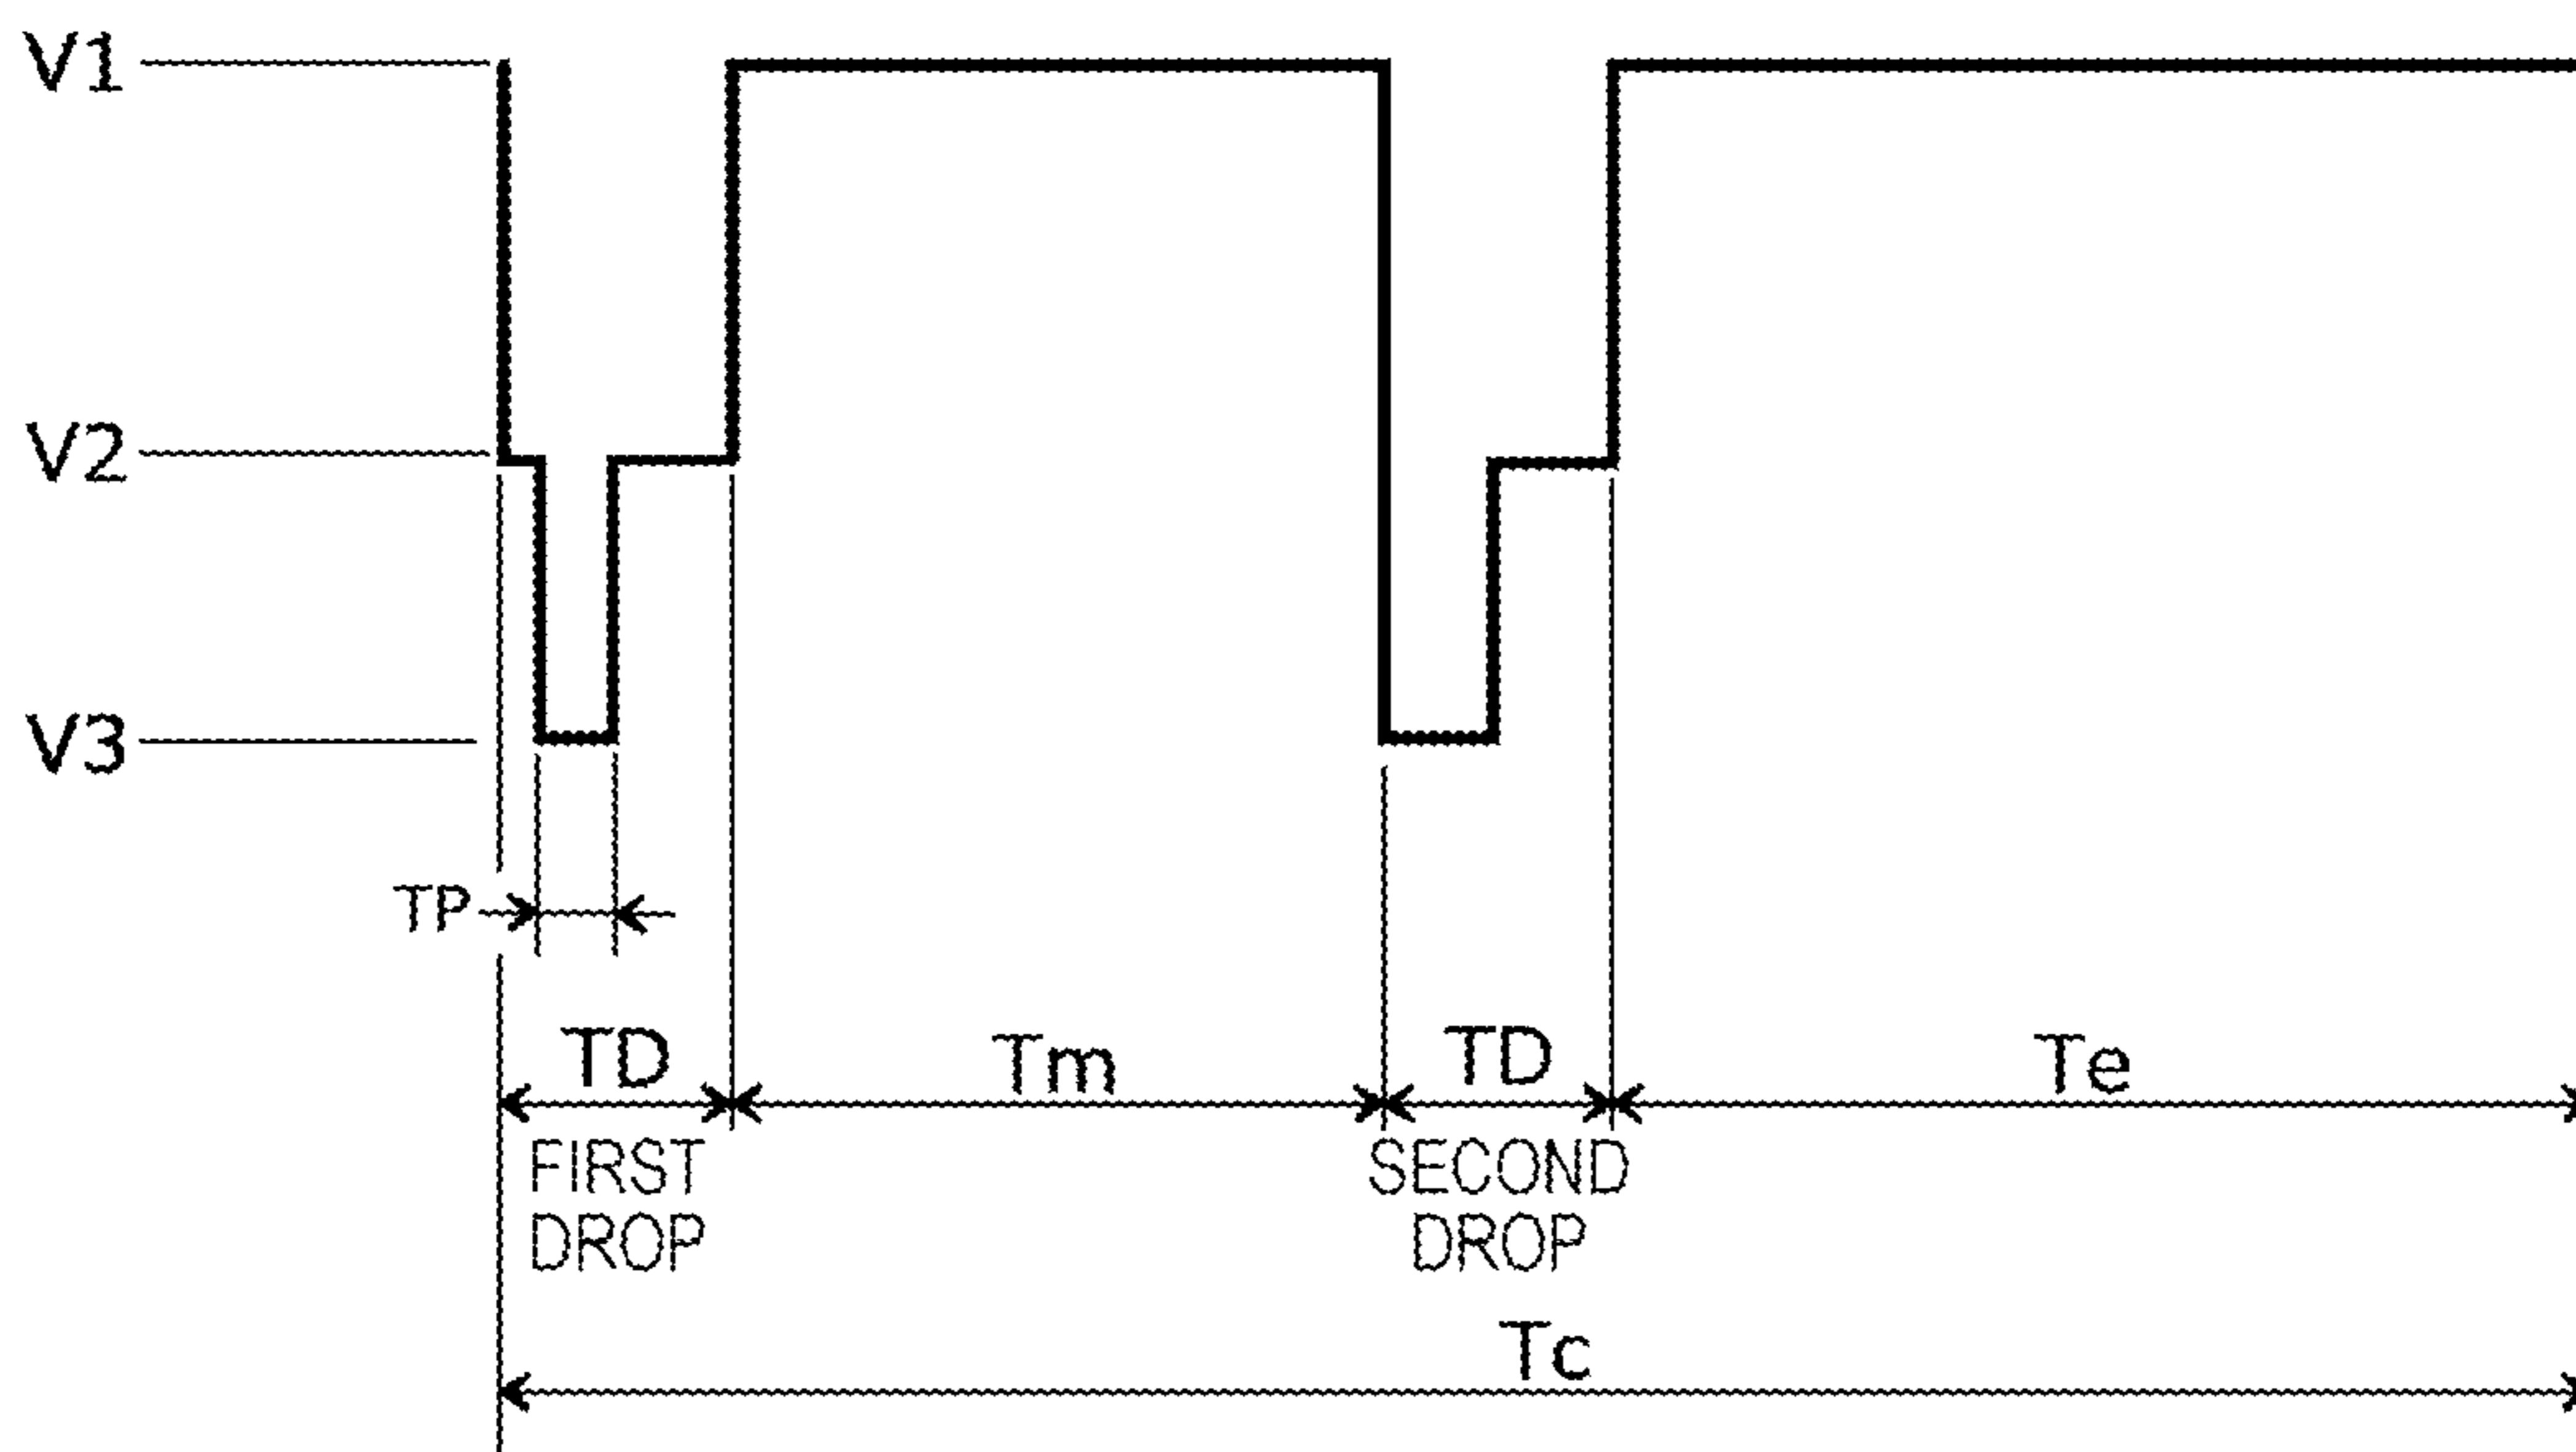 V1
V2
V3
TP
TD
Tm
TD
Te
FIRST
DROP
SECOND
DROP
Tc